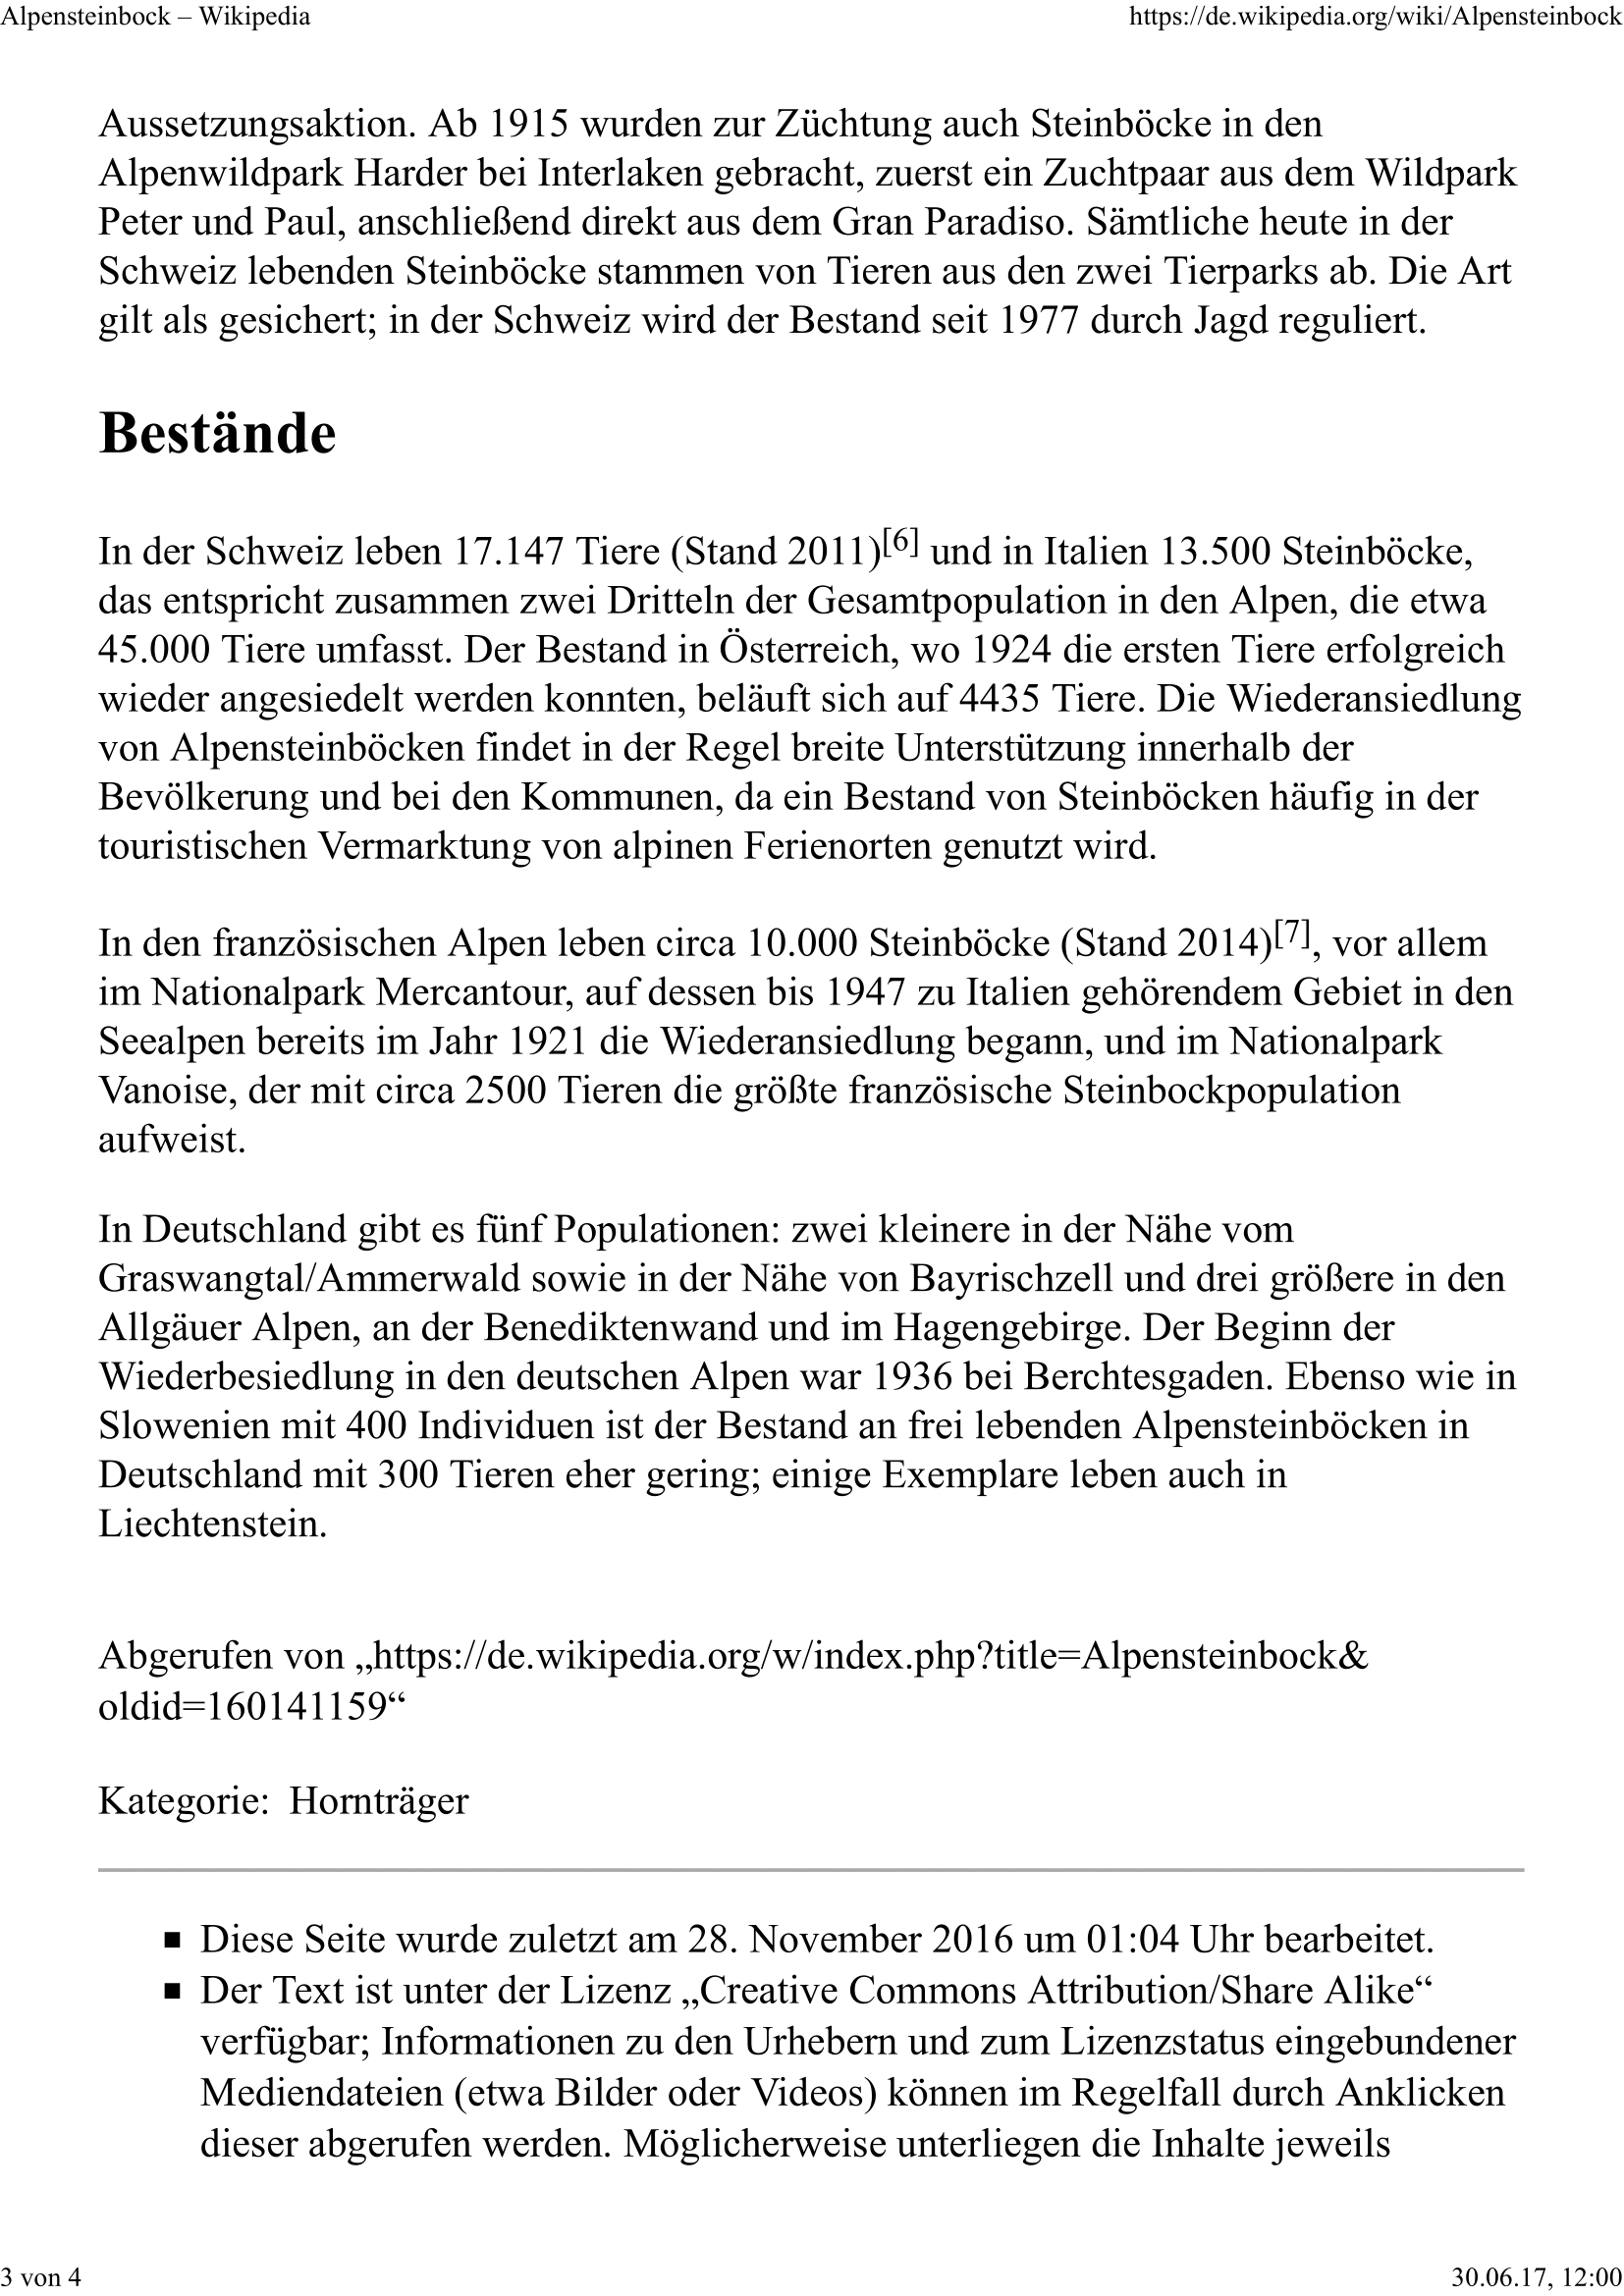 Alpensteinbock – Wikipedia https://de.wikipedia.org/wiki/Alpensteinbock
Aussetzungsaktion. Ab 1915 wurden zur Züchtung auch Steinböcke in den
Alpenwildpark Harder bei Interlaken gebracht, zuerst ein Zuchtpaar aus dem Wildpark
Peter und Paul, anschließend direkt aus dem Gran Paradiso. Sämtliche heute in der
Schweiz lebenden Steinböcke stammen von Tieren aus den zwei Tierparks ab. Die Art
gilt als gesichert; in der Schweiz wird der Bestand seit 1977 durch Jagd reguliert.
Bestände
In der Schweiz leben 17.147 Tiere (Stand 2011)[6] und in Italien 13.500 Steinböcke,
das entspricht zusammen zwei Dritteln der Gesamtpopulation in den Alpen, die etwa
45.000 Tiere umfasst. Der Bestand in Österreich, wo 1924 die ersten Tiere erfolgreich
wieder angesiedelt werden konnten, beläuft sich auf 4435 Tiere. Die Wiederansiedlung
von Alpensteinböcken findet in der Regel breite Unterstützung innerhalb der
Bevölkerung und bei den Kommunen, da ein Bestand von Steinböcken häufig in der
touristischen Vermarktung von alpinen Ferienorten genutzt wird.
In den französischen Alpen leben circa 10.000 Steinböcke (Stand 2014)[7], vor allem
im Nationalpark Mercantour, auf dessen bis 1947 zu Italien gehörendem Gebiet in den
Seealpen bereits im Jahr 1921 die Wiederansiedlung begann, und im Nationalpark
Vanoise, der mit circa 2500 Tieren die größte französische Steinbockpopulation
aufweist.
In Deutschland gibt es fünf Populationen: zwei kleinere in der Nähe vom
Graswangtal/Ammerwald sowie in der Nähe von Bayrischzell und drei größere in den
Allgäuer Alpen, an der Benediktenwand und im Hagengebirge. Der Beginn der
Wiederbesiedlung in den deutschen Alpen war 1936 bei Berchtesgaden. Ebenso wie in
Slowenien mit 400 Individuen ist der Bestand an frei lebenden Alpensteinböcken in
Deutschland mit 300 Tieren eher gering; einige Exemplare leben auch in
Liechtenstein.
Abgerufen von „https://de.wikipedia.org/w/index.php?title=Alpensteinbock&
oldid=160141159“
Kategorie: Hornträger
▪ Diese Seite wurde zuletzt am 28. November 2016 um 01:04 Uhr bearbeitet.
▪ Der Text ist unter der Lizenz „Creative Commons Attribution/Share Alike“
verfügbar; Informationen zu den Urhebern und zum Lizenzstatus eingebundener
Mediendateien (etwa Bilder oder Videos) können im Regelfall durch Anklicken
dieser abgerufen werden. Möglicherweise unterliegen die Inhalte jeweils
3 von 4 30.06.17, 12:00